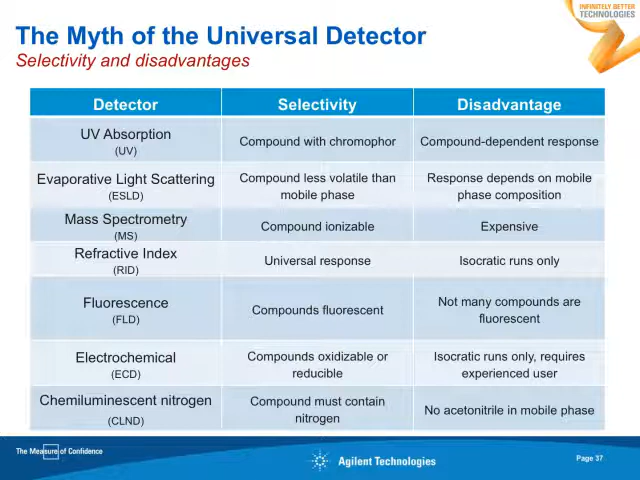 INFINITELY BETTER
TECHNOLOGIES
The Myth of the Universal Detector
Selectivity and disadvantages
Detector Selectivity Disadvantage
UV Absorption
(UV)
Compound with chromophor
Compound-dependent response
Evaporative Light Scattering
(ESLD)
Compound less volatile than
mobile phase
Response depends on mobile
phase composition
Mass Spectrometry
(MS)
Compound ionizable
Expensive
Refractive Index
(RID)
Universal response
Isocratic runs only
Fluorescence
(FLD)
Compounds fluorescent
Not many compounds are
fluorescent
Electrochemical
(ECD)
Compounds oxidizable or
reducible
Isocratic runs only, requires
experienced user
Chemiluminescent nitrogen
(CLND)
Compound must contain
nitrogen
No acetonitrile in mobile phase
The Measure of Confidence
Agilent Technologies
Page 37